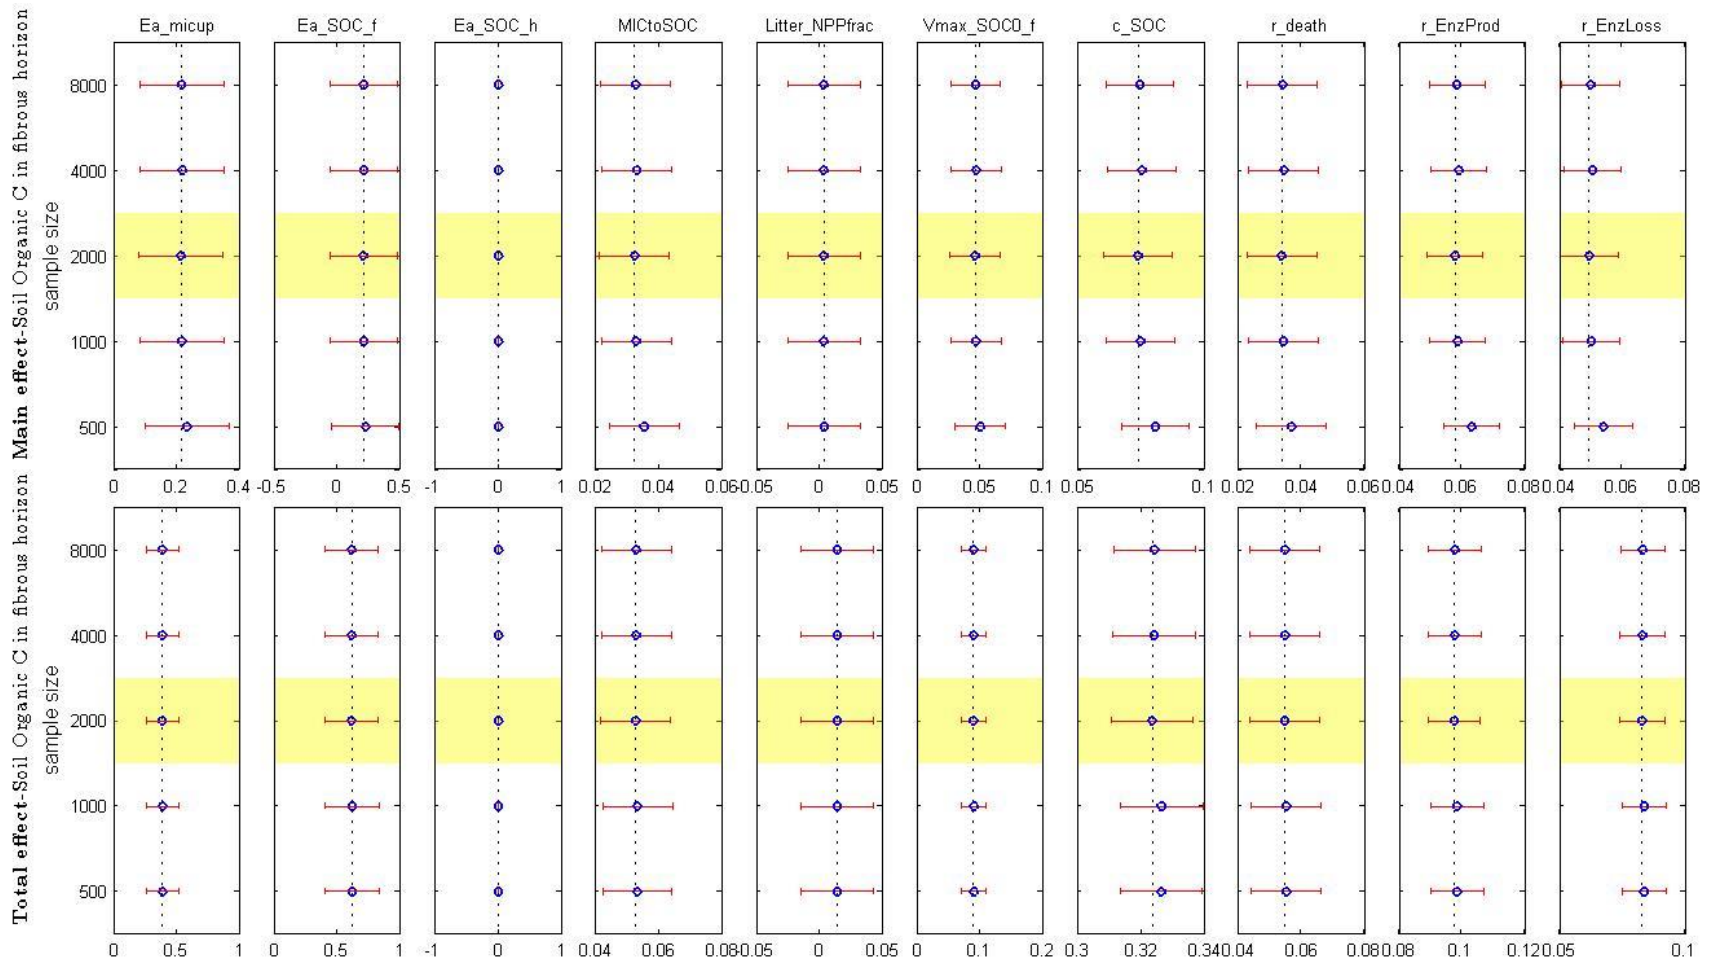 Ea_micup Ea_SOC_f Ea_SOC_h MICtoSOC Litter_NPPfrac Vmax_SOC0_f c_SOC r_death r_EnzProd r_EnzLoss
Main effect-Soil Organic C in fibrous horizon
sample size
8000
4000
2000
1000
500
0 0.2 0.4 -0.5 0 0.5 -1 0 1 0.02 0.04 0.06 -0.05 0 0.05 0 0.05 0.1 0.05 0.1 0.02 0.04 0.06 0.04 0.06 0.08 0.04 0.06 0.08
Total effect-Soil Organic C in fibrous horizon
sample size
8000
4000
2000
1000
500
0 0.5 1 0 0.5 1 -1 0 1 0.04 0.06 0.08 -0.05 0 0.05 0 0.1 0.2 0.3 0.32 0.34 0.04 0.06 0.08 0.08 0.1 0.12 0.05 0.1